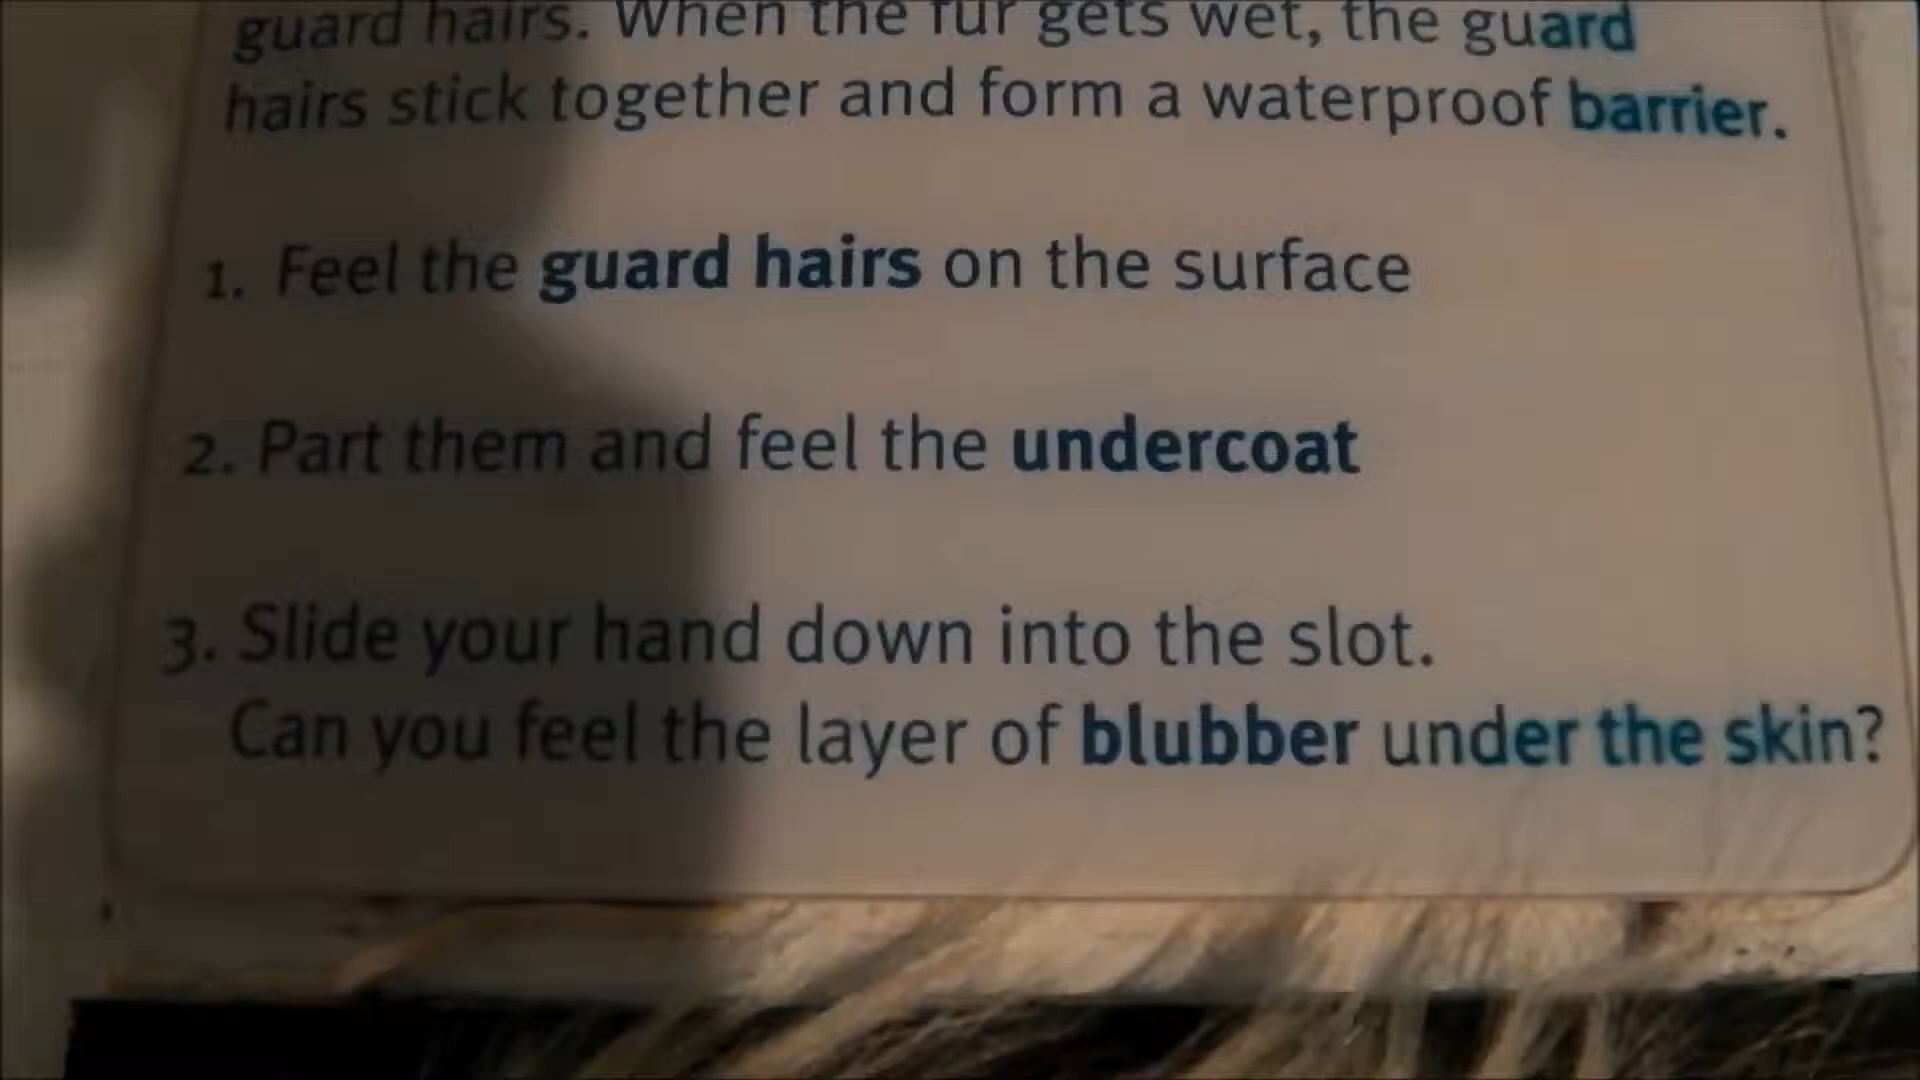 guard hairs. When the fur gets wet, the guard
hairs stick together and form a waterproof barrier.
1. Feel the guard hairs on the surface
2. Part them and feel the undercoat
3. Slide your hand down into the slot.
Can you feel the layer of blubber under the skin?